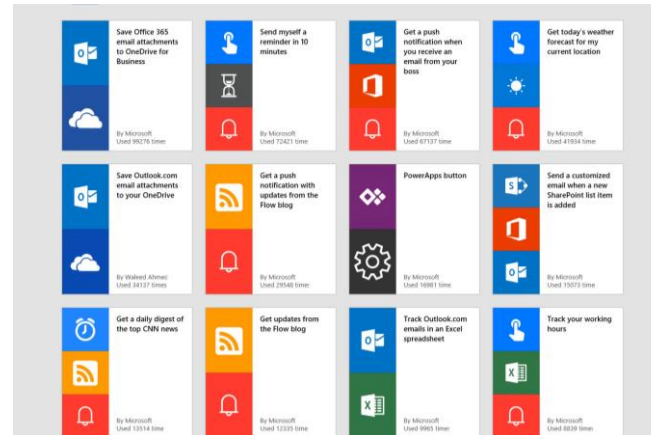 Save Office 365
email attachments
to OneDrive for
Business
By Microsoft
Used 99276 times
Send myself a
reminder in 10
minutes
By Microsoft
Used 72421 time
Get a push
notification when
you receive an
email from your
boss
By Microsoft
Used 67137 time
Get today's weather
forecast for my
current location
By Microsoft
Used 41934 time
Save Outlook.com
email attachments
to your OneDrive
By Waleed Ahmec
Used 34137 times
Get a push
notification with
updates from the
Flow blog
By Microsoft
Used 29548 time
PowerApps button
By Microsoft
Used 16981 time
Send a customized
email when a new
SharePoint list item
is added
By Microsoft
Used 15073 time
Get a daily digest of
the top CNN news
By Microsoft
Used 13514 time
Get updates from
the Flow blog
By Microsoft
Used 12335 time
Track Outlook.com
emails in an Excel
spreadsheet
By Microsoft
Used 9965 time
Track your working
hours
By Microsoft
Used 8839 time